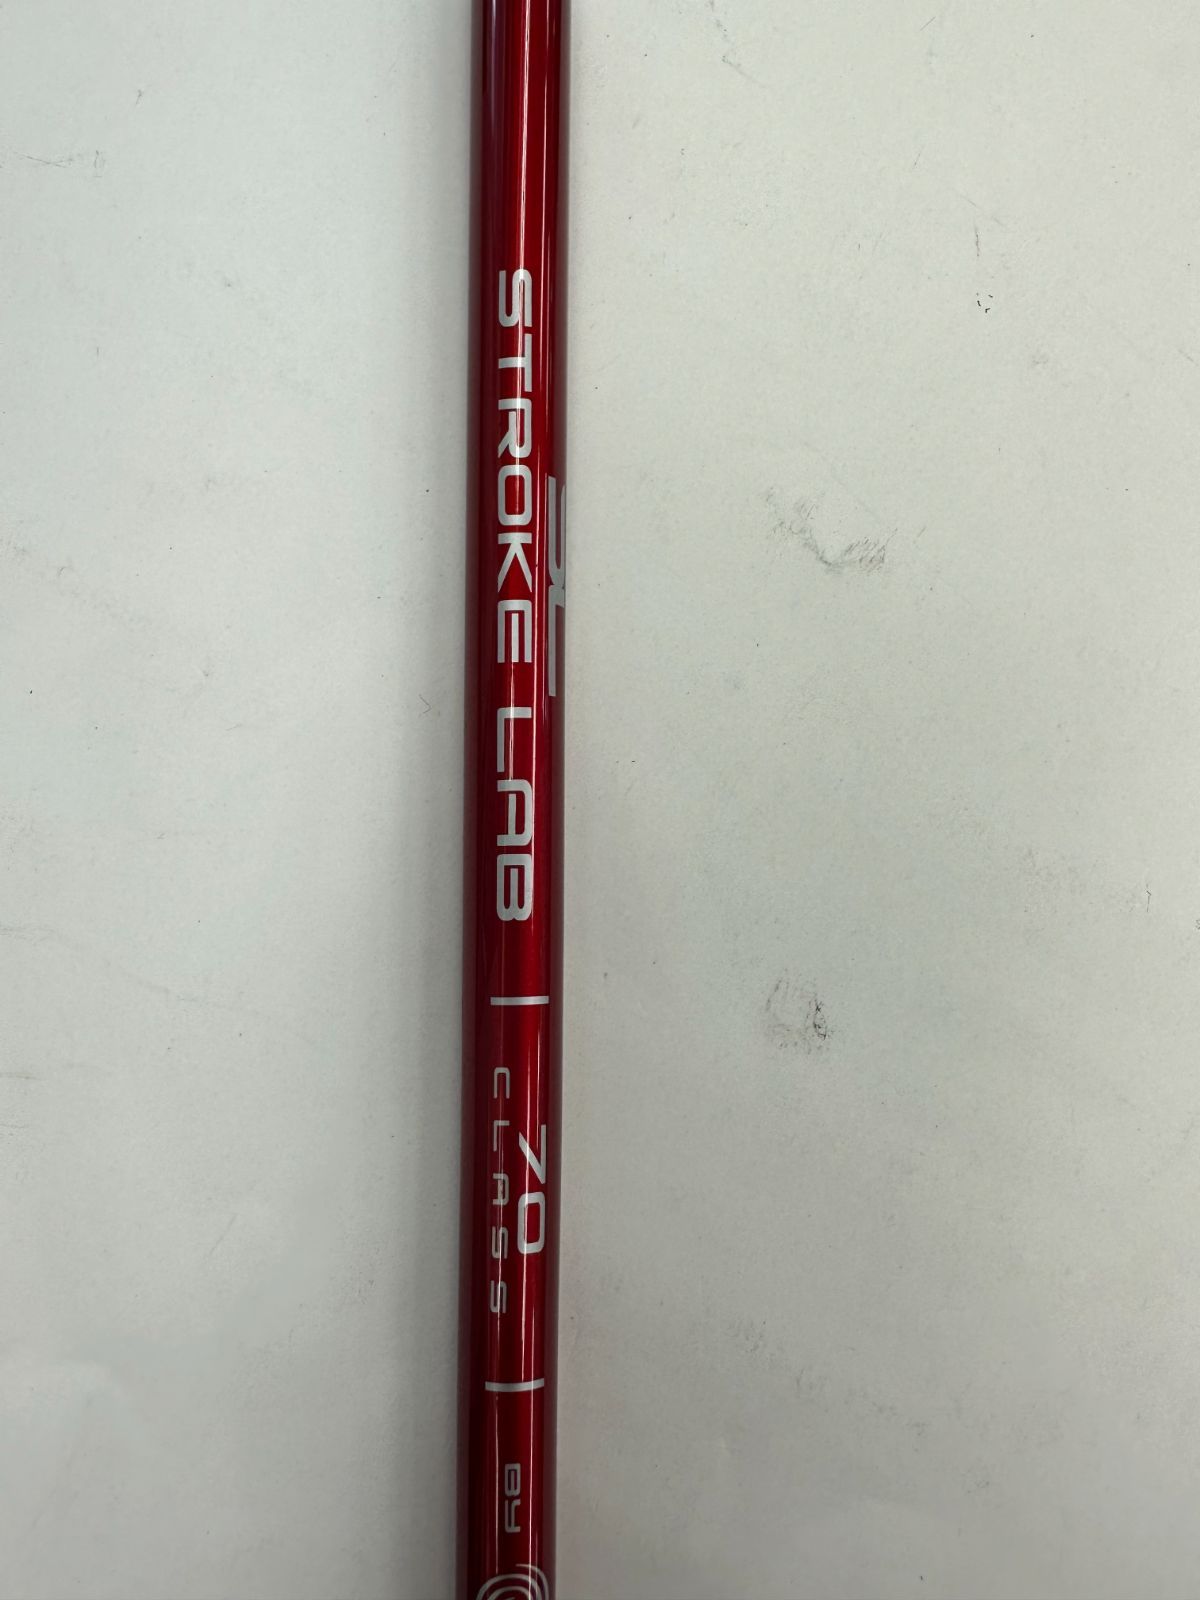 STROKE LAB | 70 CLASS | BY
SL